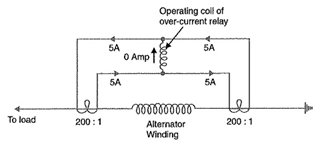 Operating coil of
over-current relay
5A
5A
0 Amp
5A
5A
To load
200 : 1
Alternator
Winding
200 : 1